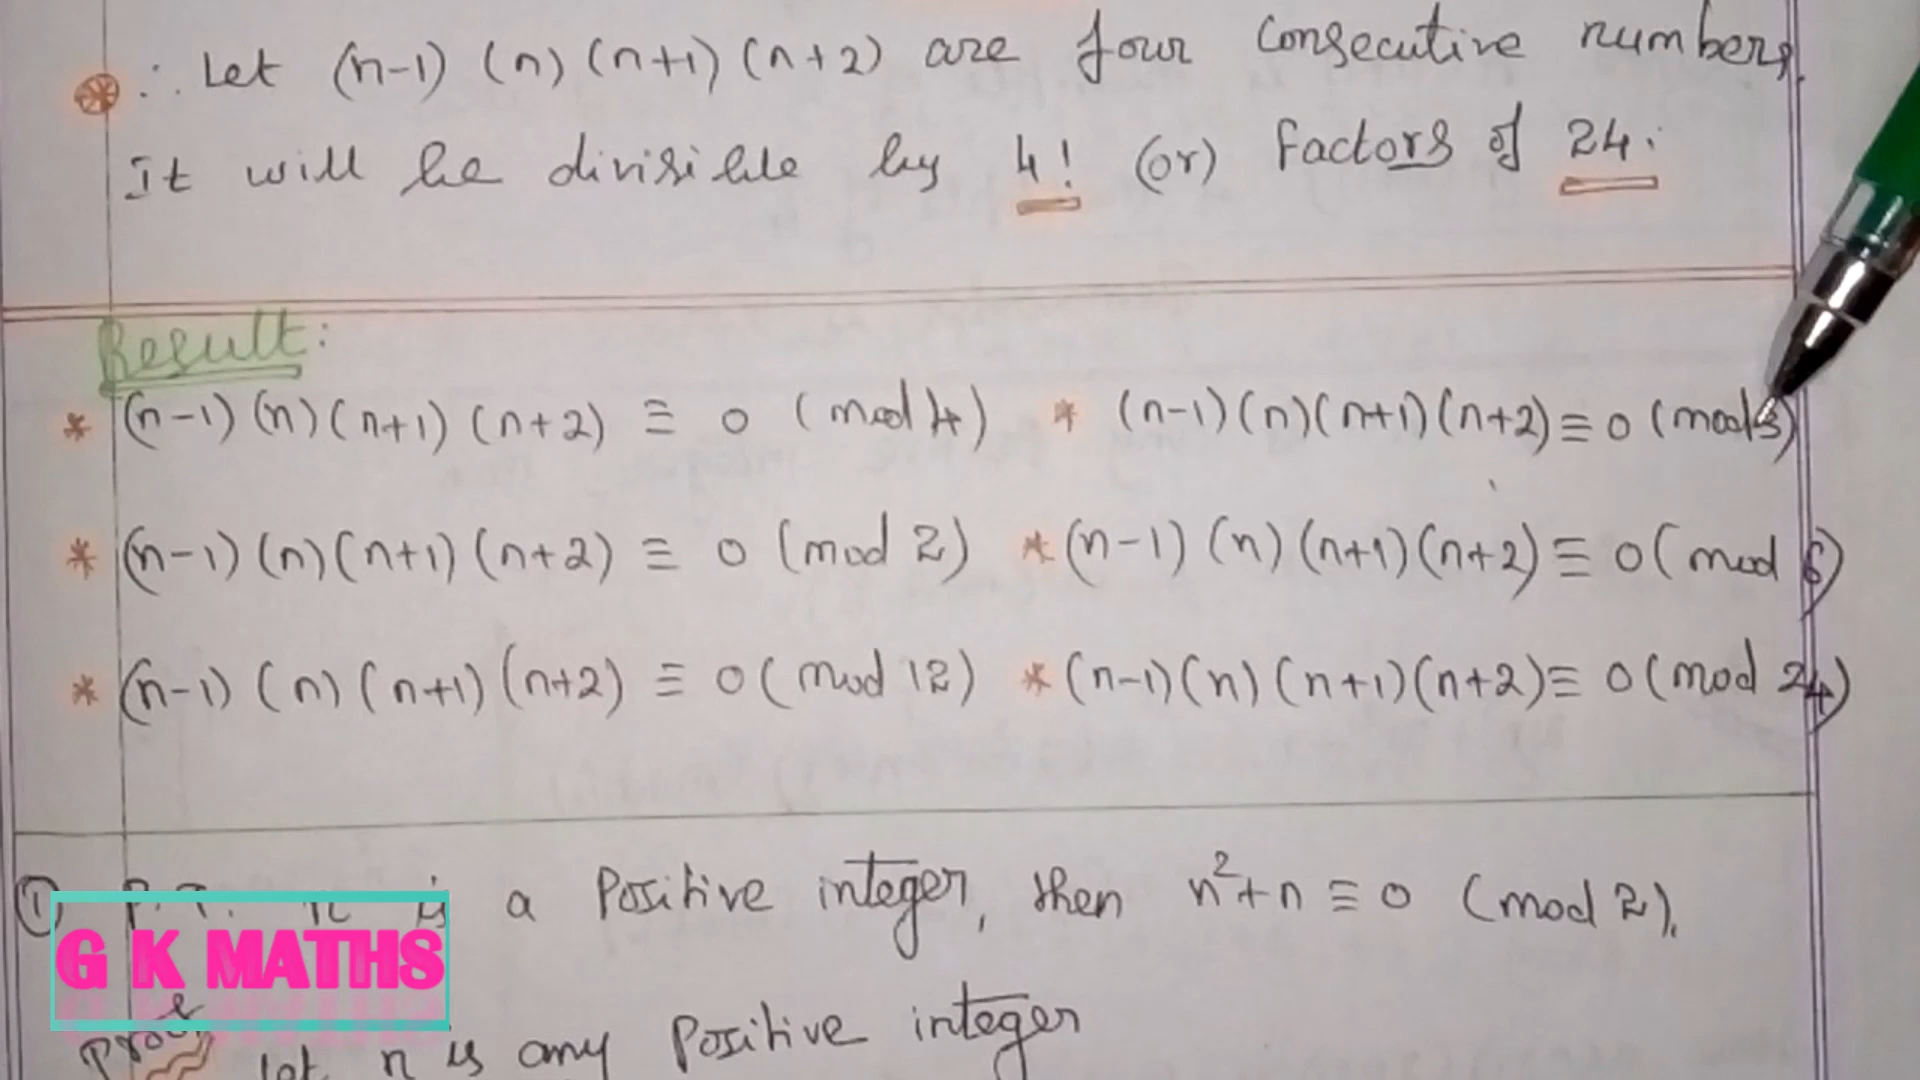 ∴ Let (n-1) (n) (n+1) (n+2) are four consecutive numbers.
It will be divisible by 4! (or) Factors of 24.
Result:
* (n-1) (n) (n+1) (n+2) ≡ 0 (mod 4) * (n-1) (n) (n+1) (n+2) ≡ 0 (mod 3)
* (n-1) (n) (n+1) (n+2) ≡ 0 (mod 2) * (n-1) (n) (n+1) (n+2) ≡ 0 (mod 6)
* (n-1) (n) (n+1) (n+2) ≡ 0 (mod 12) * (n-1) (n) (n+1) (n+2) ≡ 0 (mod 24)
① P.T. n is a Positive integer, then n²+n ≡ 0 (mod 2).
G K MATHS
Proof let n is any Positive integer